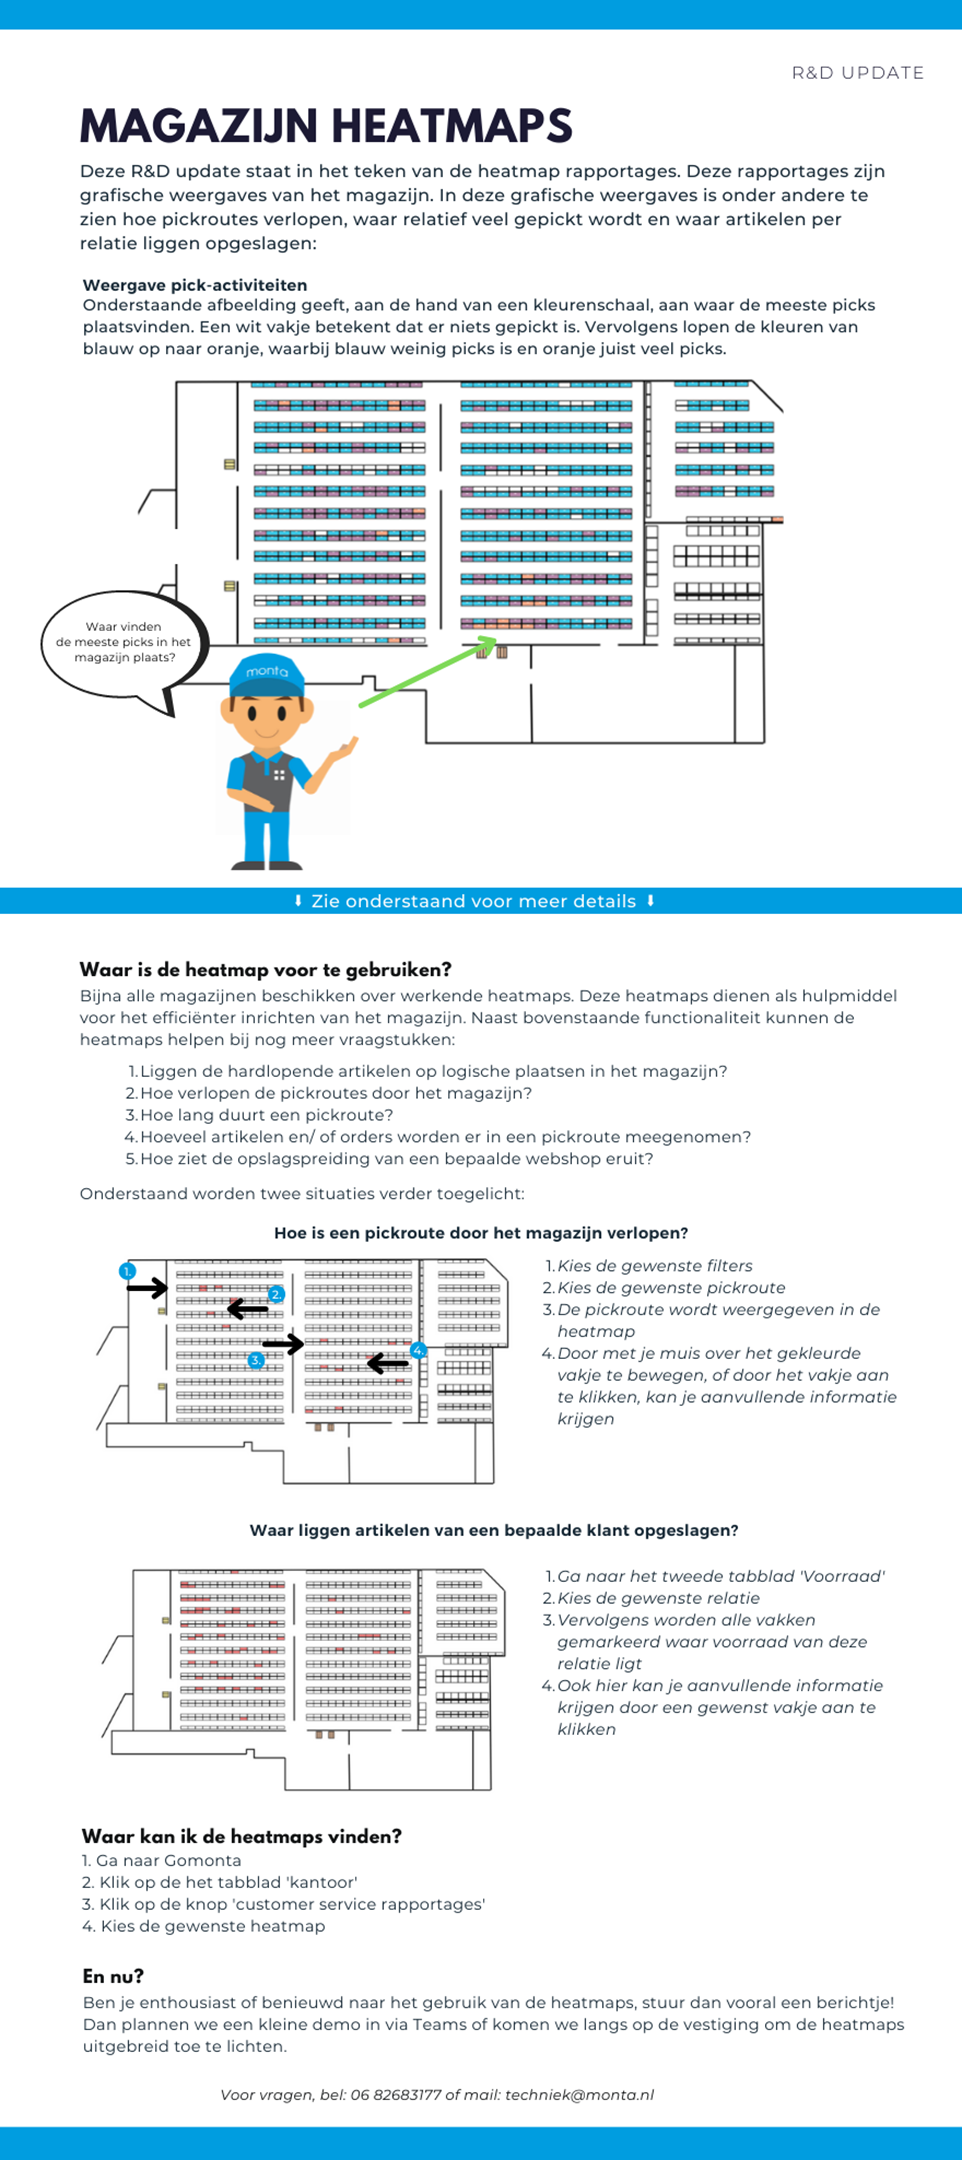 R&D UPDATE
MAGAZIJN HEATMAPS
Deze R&D update staat in het teken van de heatmap rapportages. Deze rapportages zijn
grafische weergaves van het magazijn. In deze grafische weergaves is onder andere te
zien hoe pickroutes verlopen, waar relatief veel gepickt wordt en waar artikelen per
relatie liggen opgeslagen:
Weergave pick-activiteiten
Onderstaande afbeelding geeft, aan de hand van een kleurenschaal, aan waar de meeste picks
plaatsvinden. Een wit vakje betekent dat er niets gepickt is. Vervolgens lopen de kleuren van
blauw op naar oranje, waarbij blauw weinig picks is en oranje juist veel picks.
Waar vinden
de meeste picks in het
magazijn plaats?
monta
⬇ Zie onderstaand voor meer details ⬇
Waar is de heatmap voor te gebruiken?
Bijna alle magazijnen beschikken over werkende heatmaps. Deze heatmaps dienen als hulpmiddel
voor het efficiënter inrichten van het magazijn. Naast bovenstaande functionaliteit kunnen de
heatmaps helpen bij nog meer vraagstukken:
1. Liggen de hardlopende artikelen op logische plaatsen in het magazijn?
2. Hoe verlopen de pickroutes door het magazijn?
3. Hoe lang duurt een pickroute?
4. Hoeveel artikelen en/ of orders worden er in een pickroute meegenomen?
5. Hoe ziet de opslagspreiding van een bepaalde webshop eruit?
Onderstaand worden twee situaties verder toegelicht:
Hoe is een pickroute door het magazijn verlopen?
1.
2.
3.
4.
1. Kies de gewenste filters
2. Kies de gewenste pickroute
3. De pickroute wordt weergegeven in de
heatmap
4. Door met je muis over het gekleurde
vakje te bewegen, of door het vakje aan
te klikken, kan je aanvullende informatie
krijgen
Waar liggen artikelen van een bepaalde klant opgeslagen?
1. Ga naar het tweede tabblad 'Voorraad'
2. Kies de gewenste relatie
3. Vervolgens worden alle vakken
gemarkeerd waar voorraad van deze
relatie ligt
4. Ook hier kan je aanvullende informatie
krijgen door een gewenst vakje aan te
klikken
Waar kan ik de heatmaps vinden?
1. Ga naar Gomonta
2. Klik op de het tabblad 'kantoor'
3. Klik op de knop 'customer service rapportages'
4. Kies de gewenste heatmap
En nu?
Ben je enthousiast of benieuwd naar het gebruik van de heatmaps, stuur dan vooral een berichtje!
Dan plannen we een kleine demo in via Teams of komen we langs op de vestiging om de heatmaps
uitgebreid toe te lichten.
Voor vragen, bel: 06 82683177 of mail: techniek@monta.nl